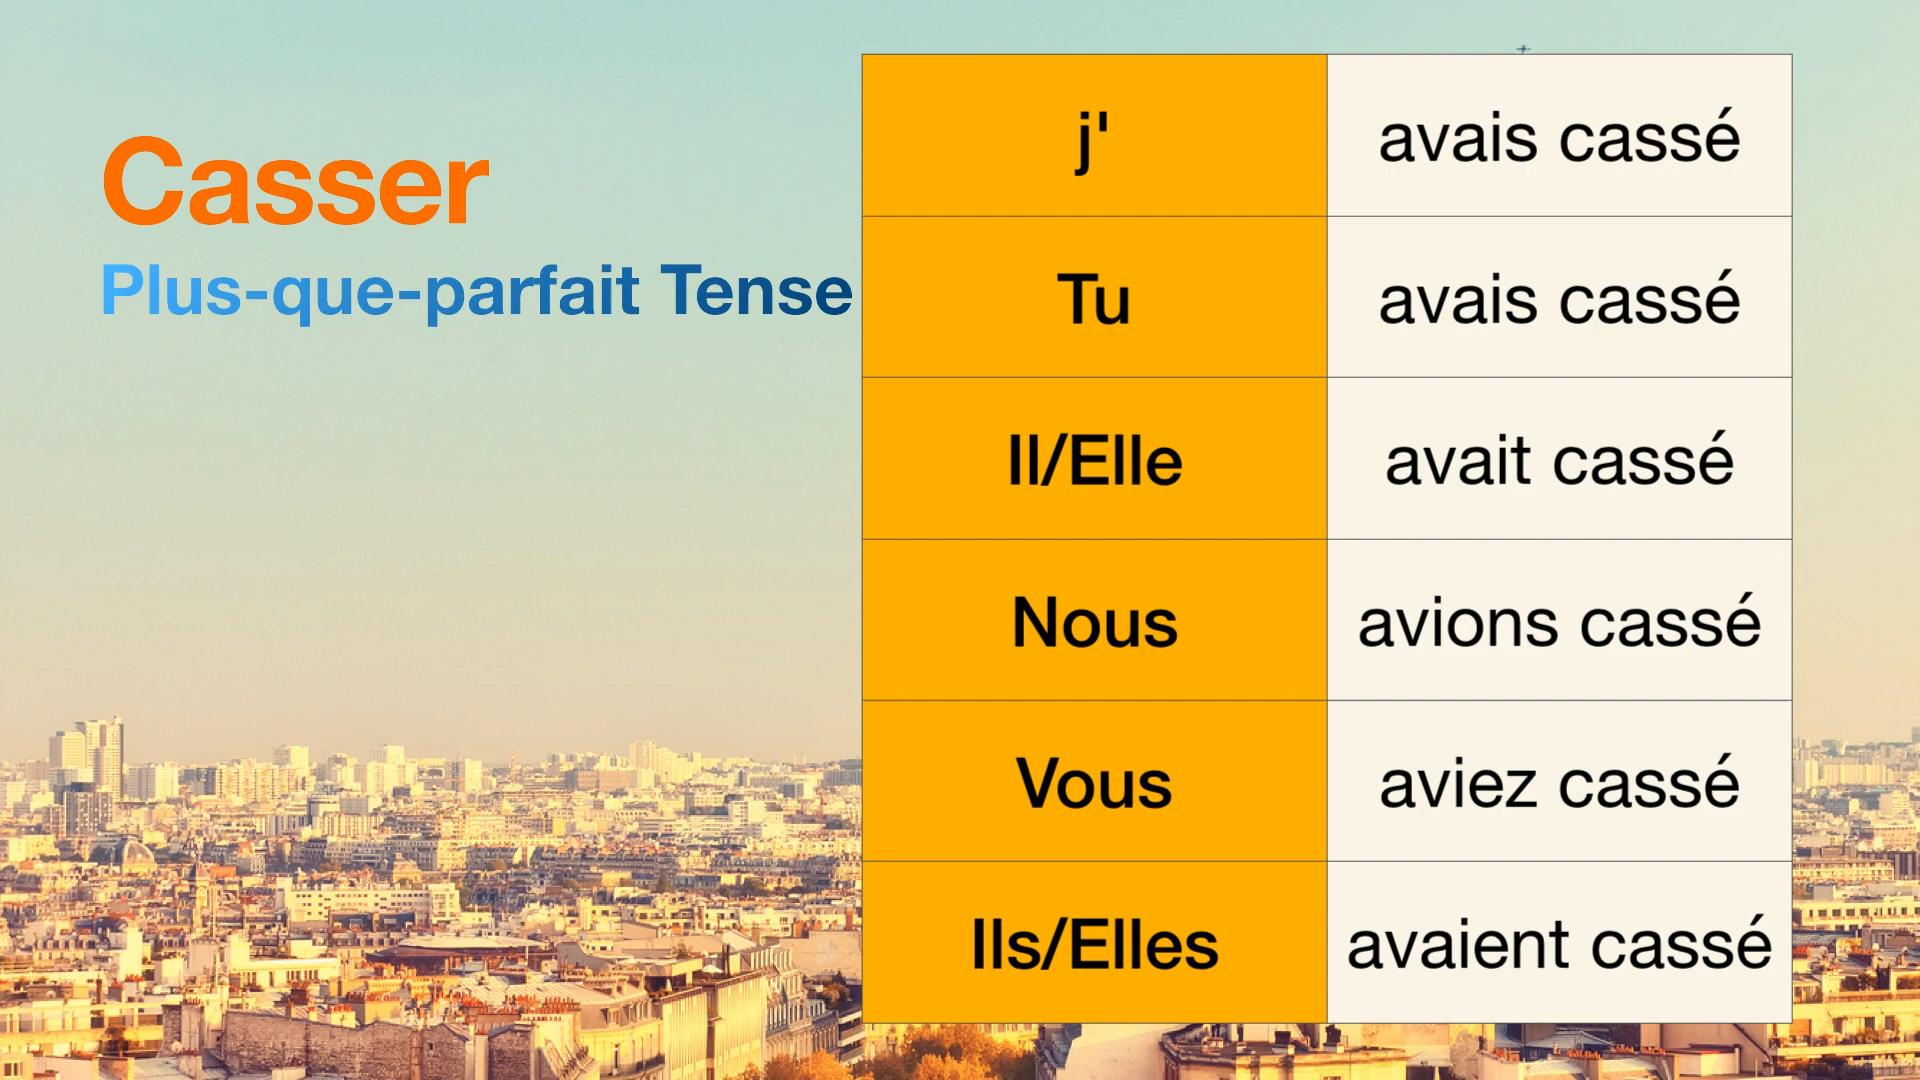 Casser
Plus-que-parfait Tense
j' avais cassé
Tu avais cassé
Il/Elle avait cassé
Nous avions cassé
Vous aviez cassé
Ils/Elles avaient cassé